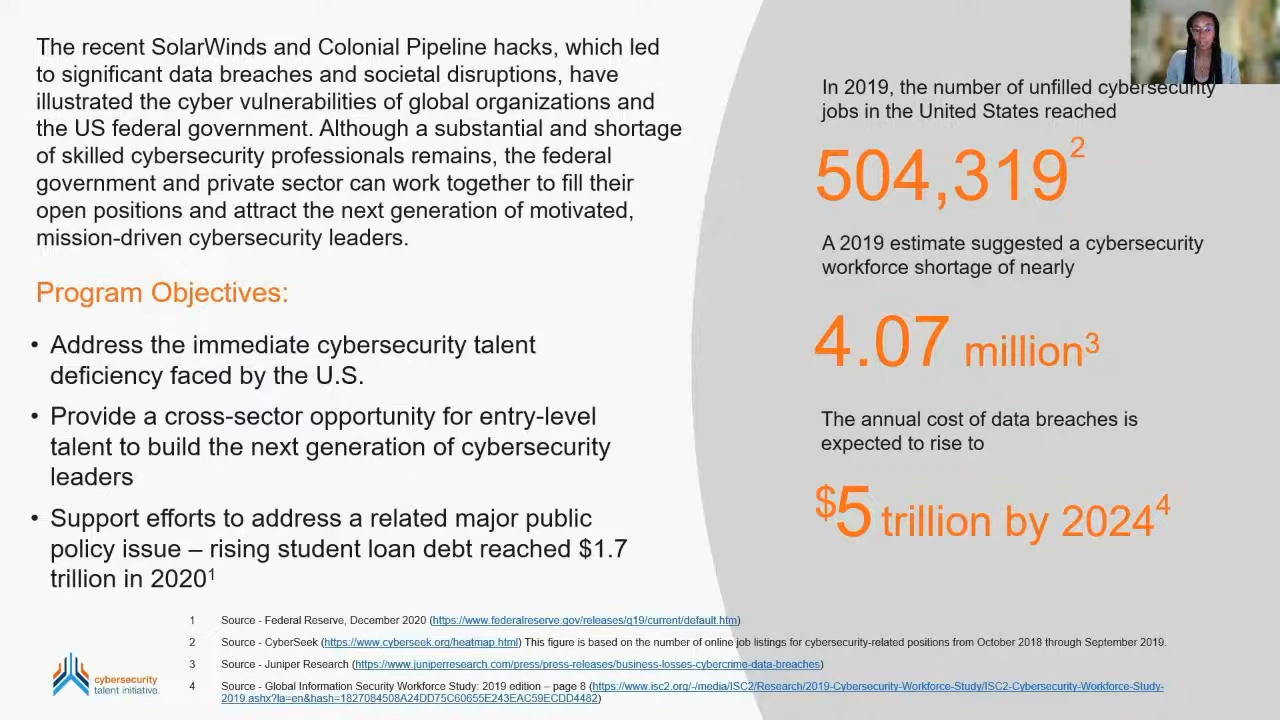 The recent SolarWinds and Colonial Pipeline hacks, which led
to significant data breaches and societal disruptions, have
illustrated the cyber vulnerabilities of global organizations and
the US federal government. Although a substantial and shortage
of skilled cybersecurity professionals remains, the federal
government and private sector can work together to fill their
open positions and attract the next generation of motivated,
mission-driven cybersecurity leaders.
Program Objectives:
• Address the immediate cybersecurity talent
deficiency faced by the U.S.
• Provide a cross-sector opportunity for entry-level
talent to build the next generation of cybersecurity
leaders
• Support efforts to address a related major public
policy issue – rising student loan debt reached $1.7
trillion in 2020¹
In 2019, the number of unfilled cybersecurity
jobs in the United States reached
504,319²
A 2019 estimate suggested a cybersecurity
workforce shortage of nearly
4.07 million³
The annual cost of data breaches is
expected to rise to
$5 trillion by 2024⁴
1 Source - Federal Reserve, December 2020 (https://www.federalreserve.gov/releases/g19/current/default.htm)
2 Source - CyberSeek (https://www.cyberseek.org/heatmap.html) This figure is based on the number of online job listings for cybersecurity-related positions from October 2018 through September 2019.
3 Source - Juniper Research (https://www.juniperresearch.com/press/press-releases/business-losses-cybercrime-data-breaches)
4 Source - Global Information Security Workforce Study: 2019 edition – page 8 (https://www.isc2.org/-/media/ISC2/Research/2019-Cybersecurity-Workforce-Study/ISC2-Cybersecurity-Workforce-Study-
2019.ashx?la=en&hash=1827084508A24DD75C60655E243EAC59ECDD4482)
cybersecurity
talent initiative